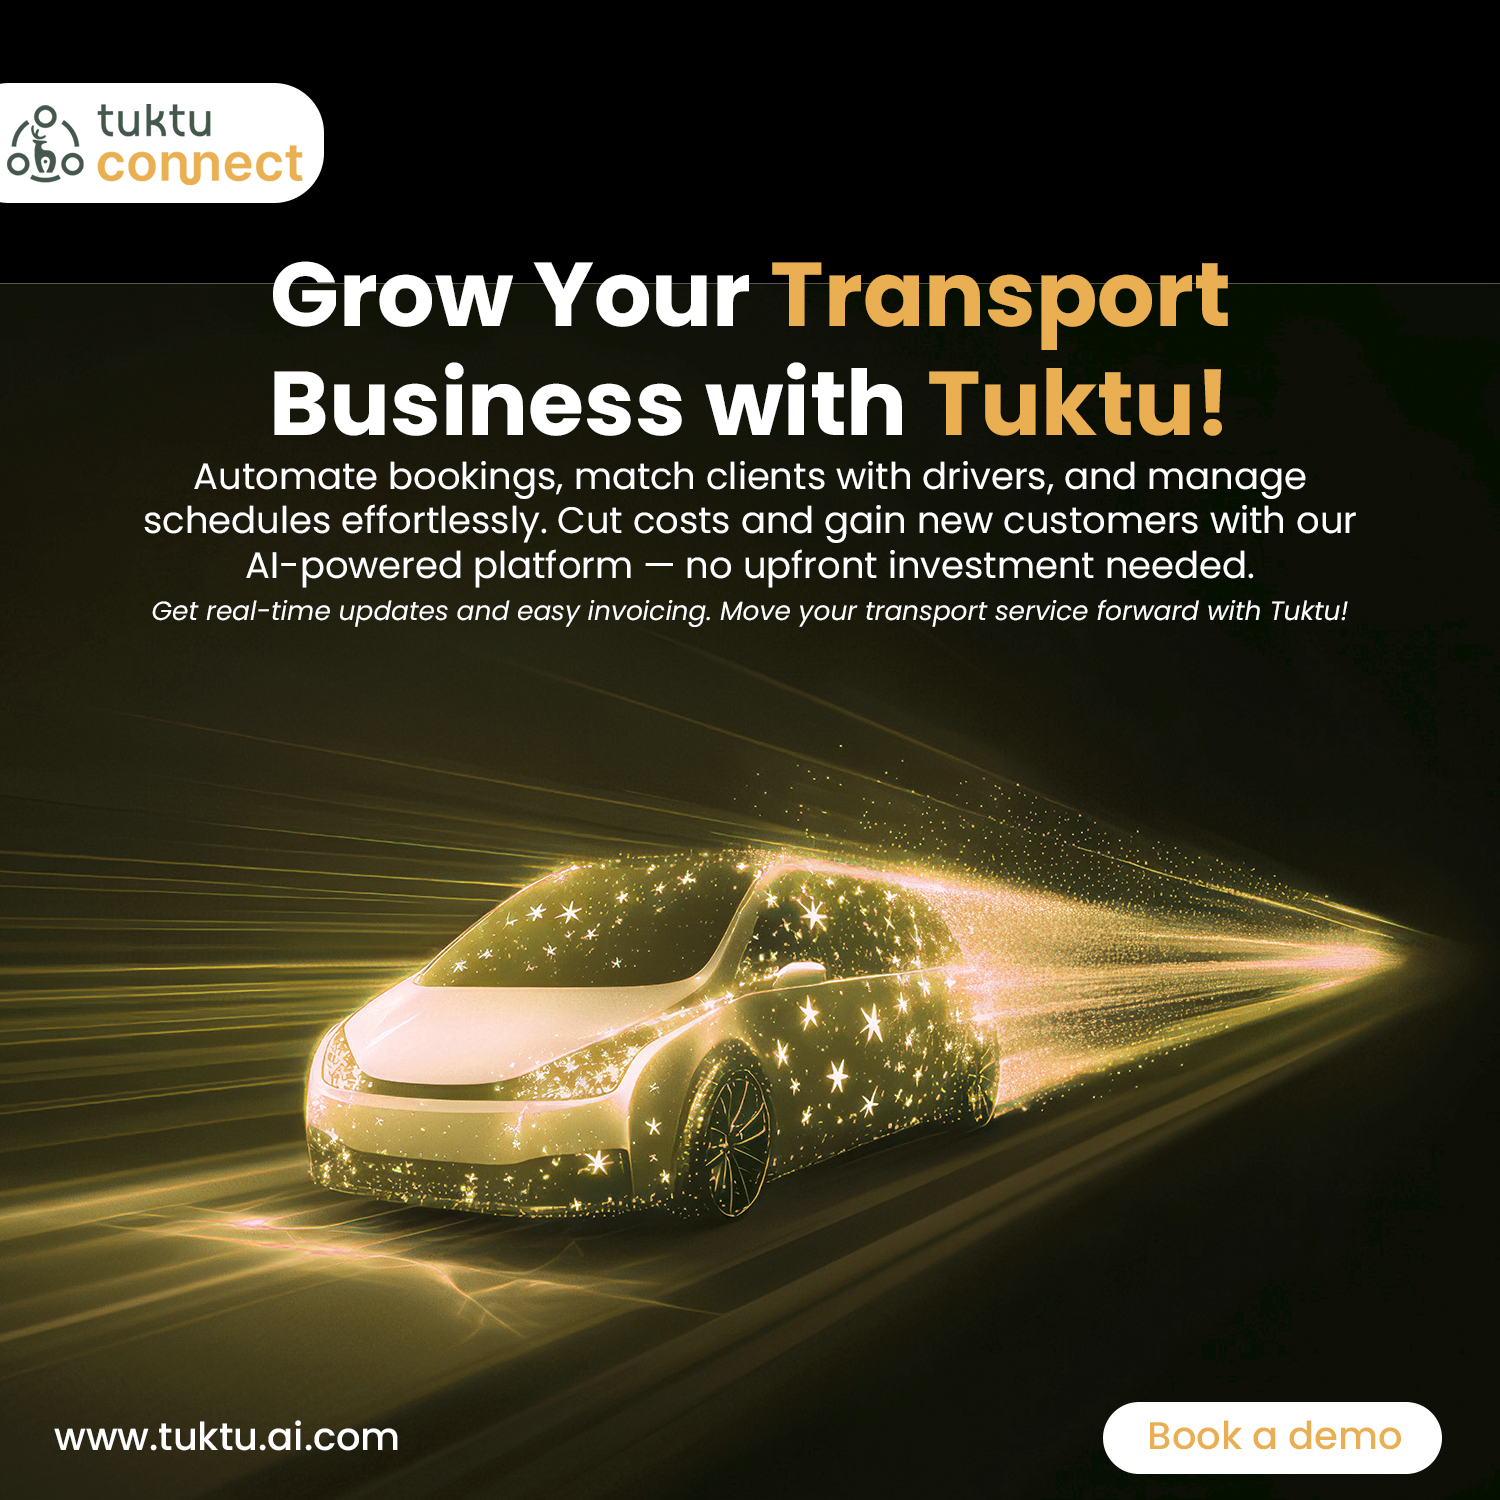 tuktu
connect
Grow Your Transport
Business with Tuktu!
Automate bookings, match clients with drivers, and manage
schedules effortlessly. Cut costs and gain new customers with our
AI-powered platform — no upfront investment needed.
Get real-time updates and easy invoicing. Move your transport service forward with Tuktu!
www.tuktu.ai.com
Book a demo